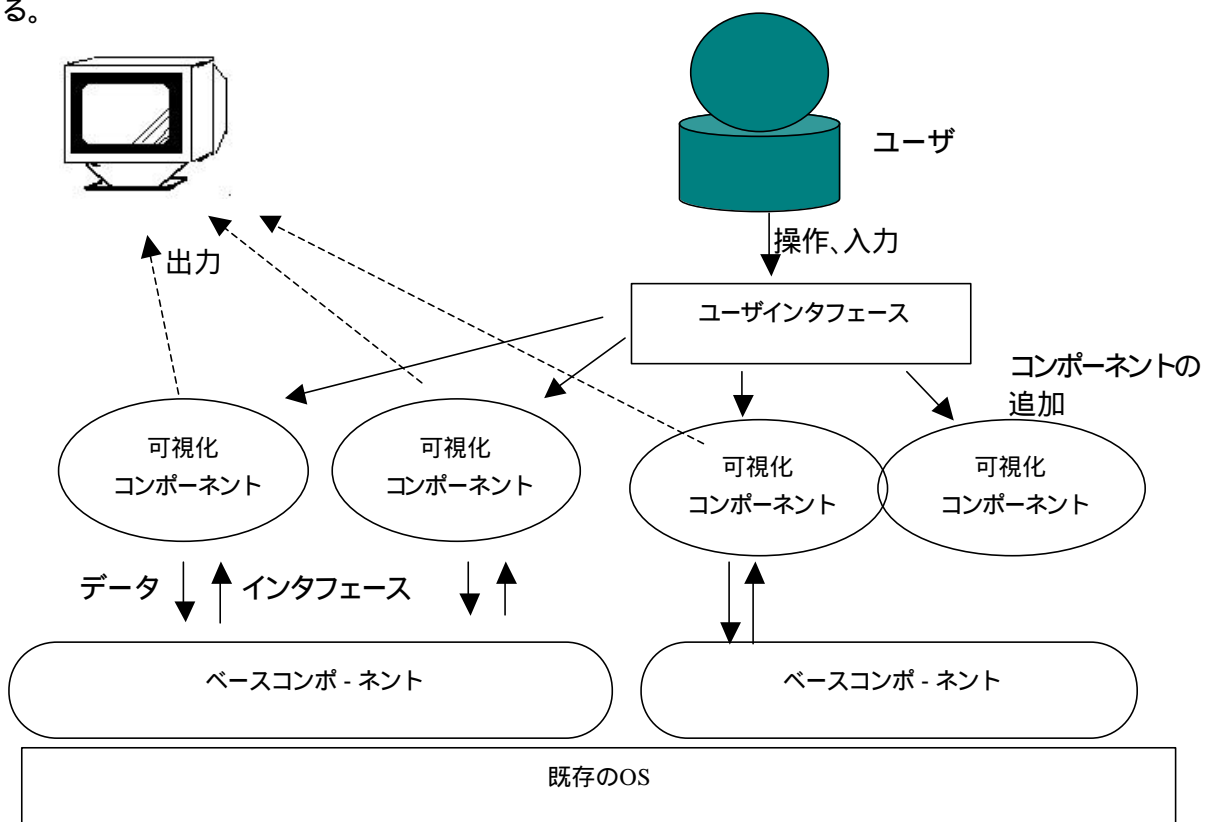 る。
ユーザ
操作、入力
出力
ユーザインタフェース
コンポーネントの
追加
可視化
コンポーネント
可視化
コンポーネント
可視化
コンポーネント
可視化
コンポーネント
データ
インタフェース
ベースコンポ - ネント
ベースコンポ - ネント
既存のOS